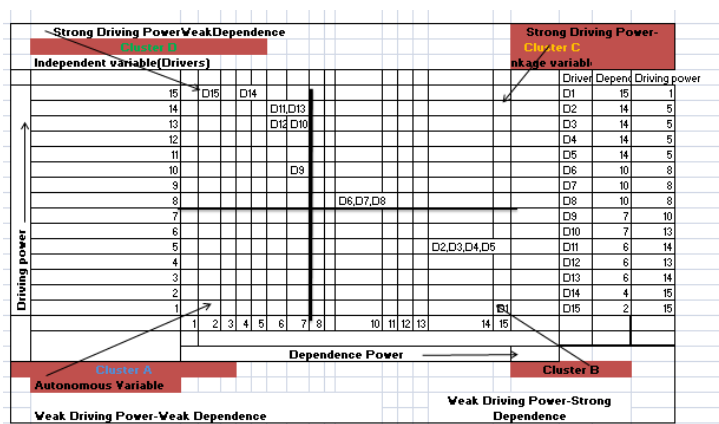 Strong Driving PowerWeakDependence
Cluster D
Independent variable(Drivers)
Strong Driving Power-
Cluster C
nkage variabl
Driver Depend Driving power
15 D15 D14 D1 15 1
14 D11,D13 D2 14 5
13 D12 D10 D3 14 5
12 D4 14 5
11 D5 14 5
10 D9 D6 10 8
9 D7 10 8
8 D6,D7,D8 D8 10 8
7 D9 7 10
6 D10 7 13
5 D2,D3,D4,D5 D11 6 14
4 D12 6 13
3 D13 6 14
2 D14 4 15
1 D1 D15 2 15
Driving power
1 2 3 4 5 6 7 8 10 11 12 13 14 15
Dependence Power
Cluster A
Autonomous Variable
Cluster B
Weak Driving Power-Weak Dependence
Weak Driving Power-Strong
Dependence